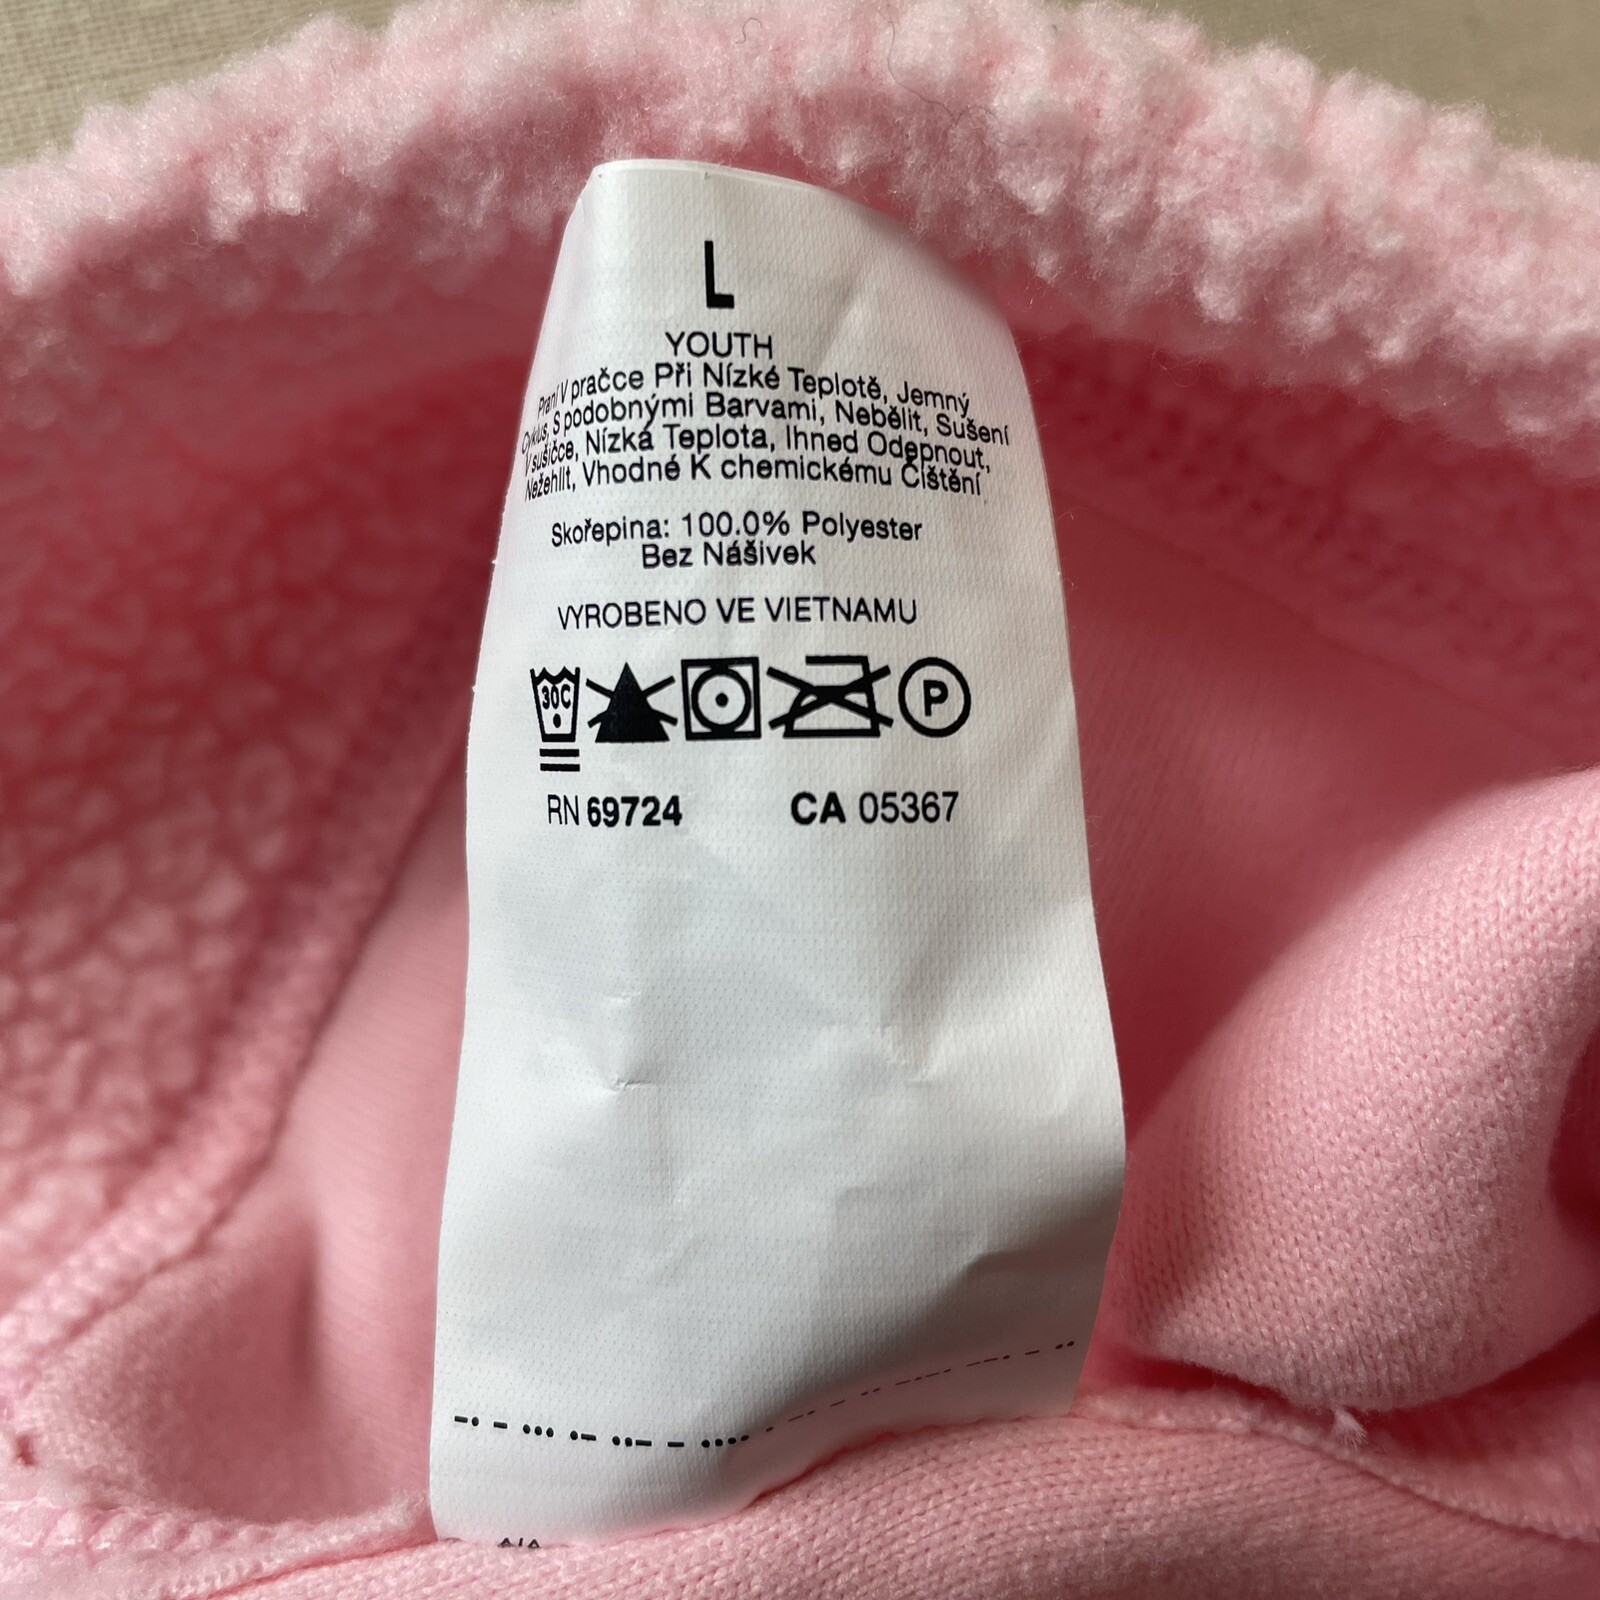 L
YOUTH
Praní V pračce Při Nízké Teplotě, Jemný
Cyklus, S podobnými Barvami, Nebělit, Sušení
V sušičce, Nízká Teplota, Ihned Odepnout,
Nežehlit, Vhodné K chemickému Čištění
Skořepina: 100.0% Polyester
Bez Nášivek
VYROBENO VE VIETNAMU
30C P
RN 69724 CA 05367